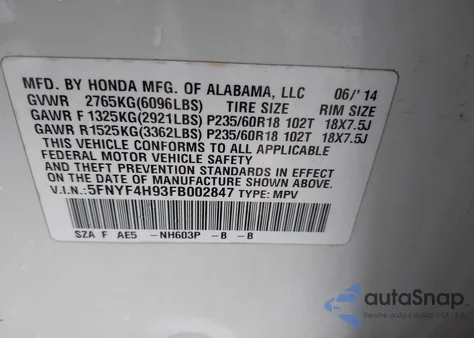 MFD. BY HONDA MFG. OF ALABAMA, LLC 06/'14
GVWR 2765KG(6096LBS) TIRE SIZE RIM SIZE
GAWR F 1325KG(2921LBS) P235/60R18 102T 18X7.5J
GAWR R 1525KG(3362LBS) P235/60R18 102T 18X7.5J
THIS VEHICLE CONFORMS TO ALL APPLICABLE
FEDERAL MOTOR VEHICLE SAFETY
AND THEFT PREVENTION STANDARDS IN EFFECT
ON THE DATE OF MANUFACTURE SHOWN ABOVE.
V.I.N.:5FNYF4H93FB002847 TYPE: MPV
SZA F AE5 -NH603P -B -B
autoSnap